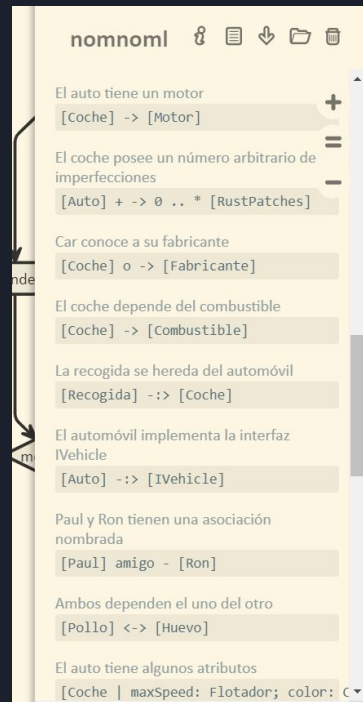 nomnoml
El auto tiene un motor
[Coche] -> [Motor]
El coche posee un número arbitrario de
imperfecciones
[Auto] + -> 0 .. * [RustPatches]
Car conoce a su fabricante
[Coche] o -> [Fabricante]
El coche depende del combustible
[Coche] -> [Combustible]
La recogida se hereda del automóvil
[Recogida] -:> [Coche]
El automóvil implementa la interfaz
IVehicle
[Auto] -:> [IVehicle]
Paul y Ron tienen una asociación
nombrada
[Paul] amigo - [Ron]
Ambos dependen el uno del otro
[Pollo] <-> [Huevo]
El auto tiene algunos atributos
[Coche | maxSpeed: Flotador; color: C
nde
m